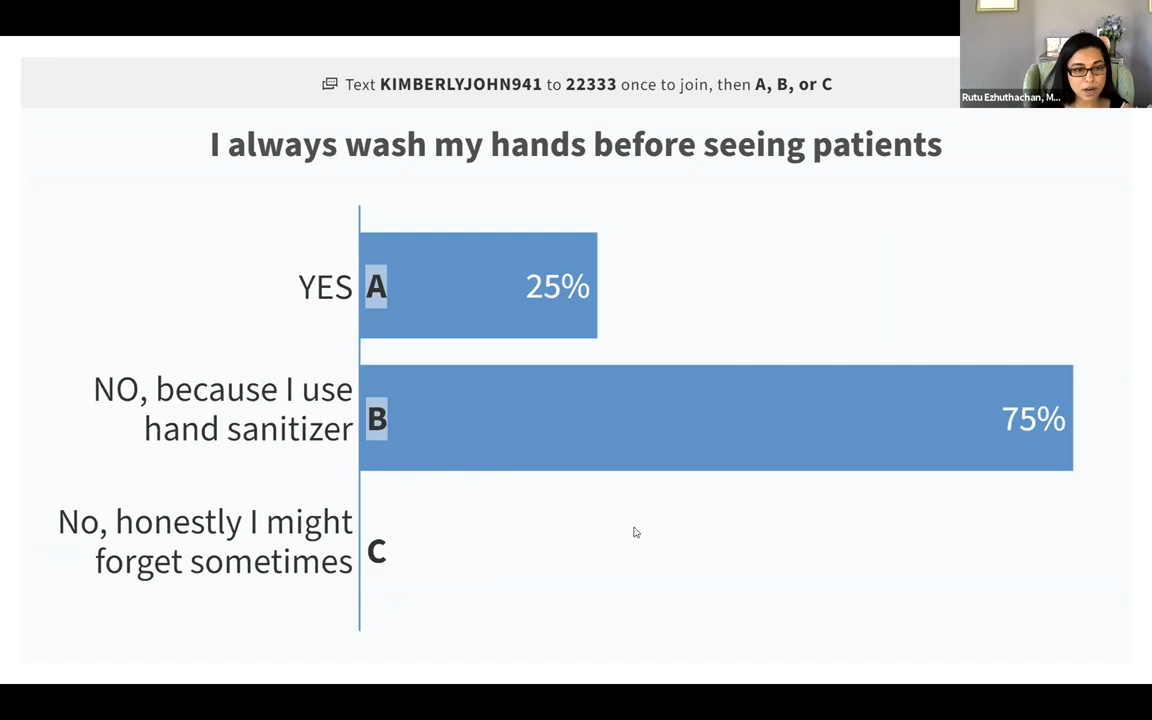 Text KIMBERLYJOHN941 to 22333 once to join, then A, B, or C
Rutu Ezhuthachan, M...
I always wash my hands before seeing patients
YES A 25%
NO, because I use
hand sanitizer
B 75%
No, honestly I might
forget sometimes
C